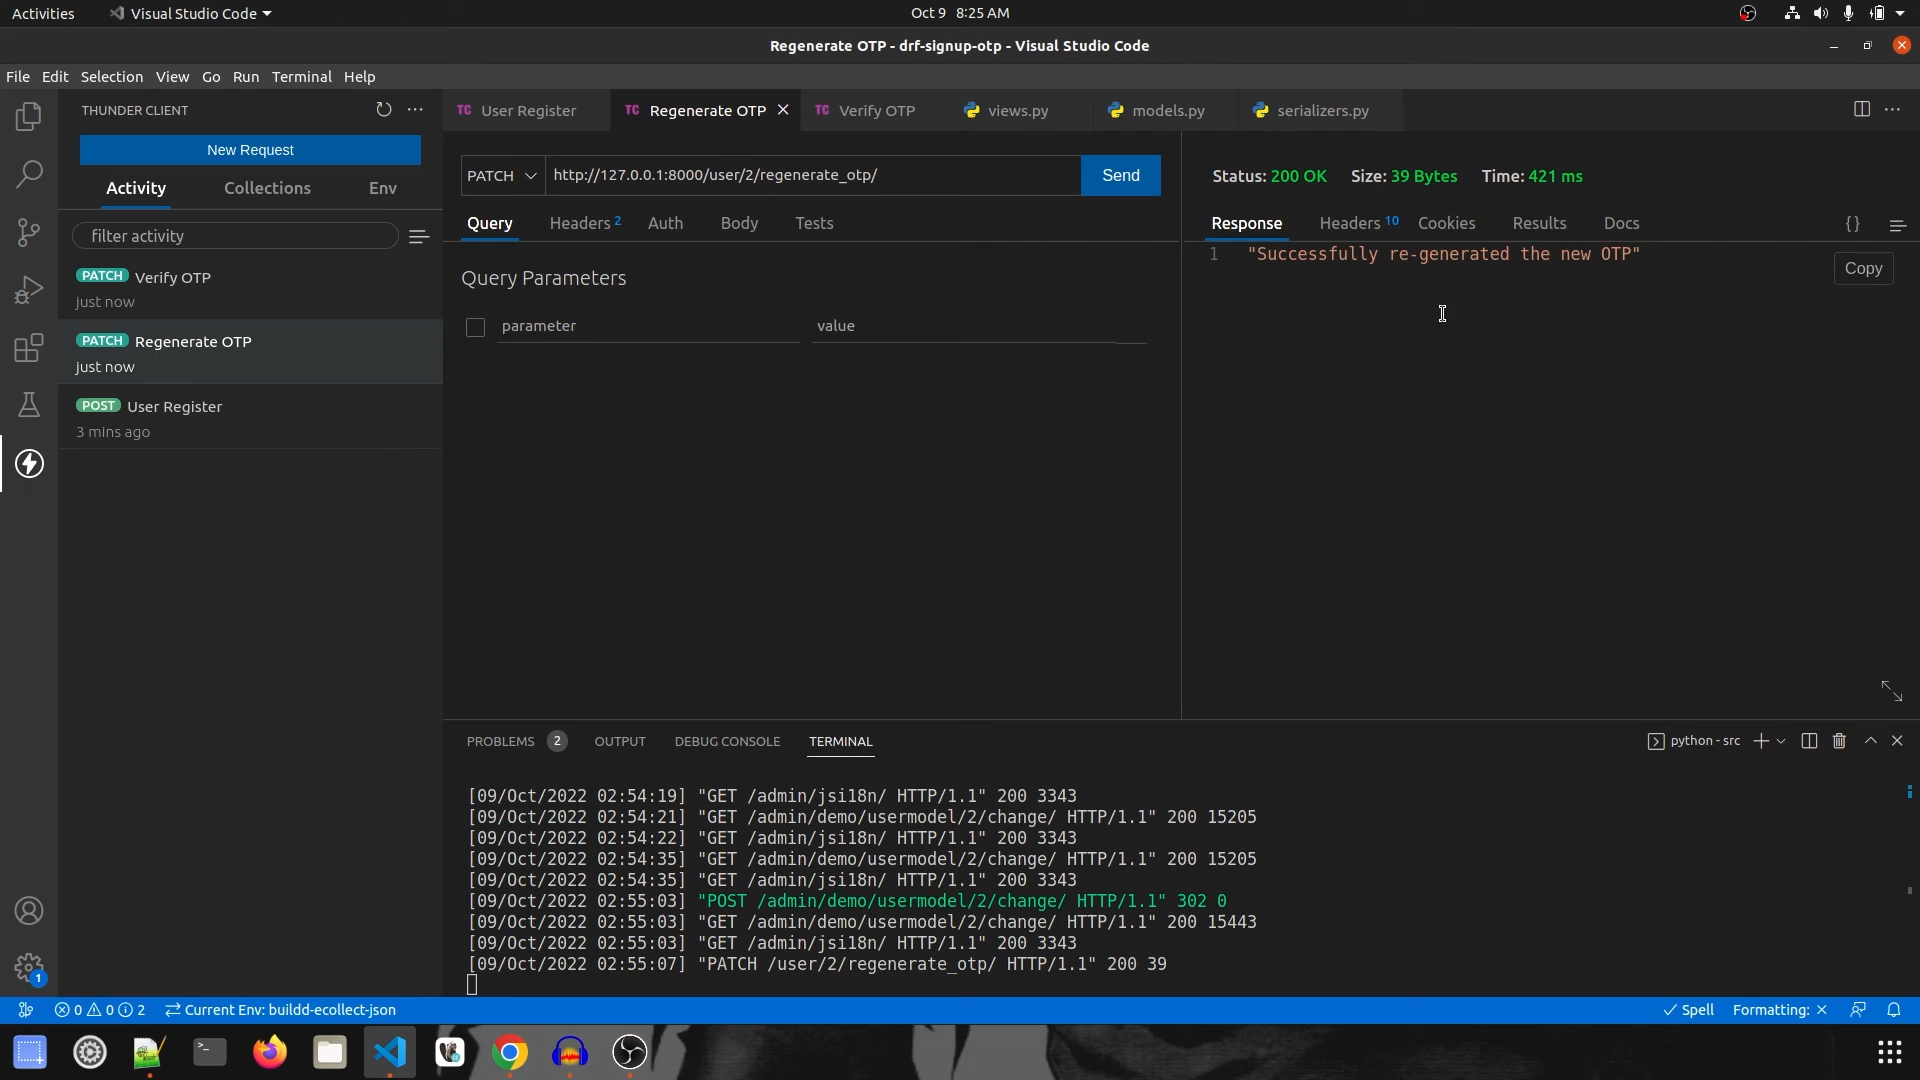 Activities
Visual Studio Code
Oct 9 8:25 AM
Regenerate OTP - drf-signup-otp - Visual Studio Code
File Edit Selection View Go Run Terminal Help
THUNDER CLIENT
New Request
Activity
Collections
Env
filter activity
PATCH Verify OTP
just now
PATCH Regenerate OTP
just now
POST User Register
3 mins ago
TC User Register
TC Regenerate OTP
TC Verify OTP
views.py
models.py
serializers.py
PATCH
http://127.0.0.1:8000/user/2/regenerate_otp/
Send
Query
Headers 2
Auth
Body
Tests
Query Parameters
parameter
value
Status: 200 OK Size: 39 Bytes Time: 421 ms
Response
Headers 10
Cookies
Results
Docs
{}
1 "Successfully re-generated the new OTP"
Copy
PROBLEMS 2
OUTPUT
DEBUG CONSOLE
TERMINAL
python - src
[09/Oct/2022 02:54:19] "GET /admin/jsi18n/ HTTP/1.1" 200 3343
[09/Oct/2022 02:54:21] "GET /admin/demo/usermodel/2/change/ HTTP/1.1" 200 15205
[09/Oct/2022 02:54:22] "GET /admin/jsi18n/ HTTP/1.1" 200 3343
[09/Oct/2022 02:54:35] "GET /admin/demo/usermodel/2/change/ HTTP/1.1" 200 15205
[09/Oct/2022 02:54:35] "GET /admin/jsi18n/ HTTP/1.1" 200 3343
[09/Oct/2022 02:55:03] "POST /admin/demo/usermodel/2/change/ HTTP/1.1" 302 0
[09/Oct/2022 02:55:03] "GET /admin/demo/usermodel/2/change/ HTTP/1.1" 200 15443
[09/Oct/2022 02:55:03] "GET /admin/jsi18n/ HTTP/1.1" 200 3343
[09/Oct/2022 02:55:07] "PATCH /user/2/regenerate_otp/ HTTP/1.1" 200 39
1
0 0 2
Current Env: buildd-ecollect-json
Spell
Formatting: ×